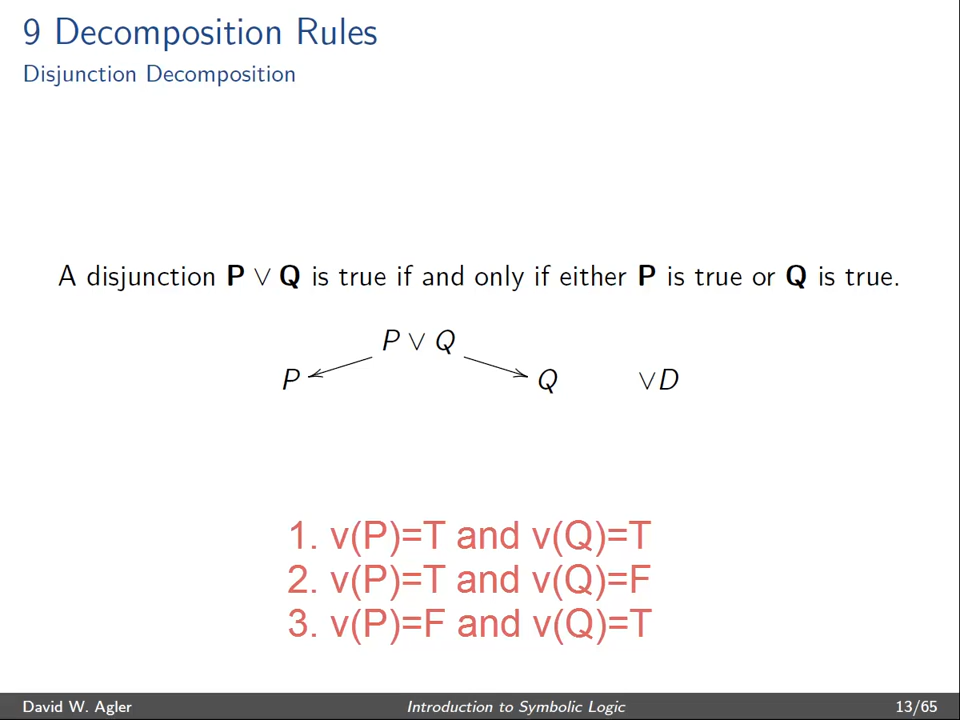 9 Decomposition Rules
Disjunction Decomposition
A disjunction P ∨ Q is true if and only if either P is true or Q is true.
P ∨ Q
P Q ∨D
1. v(P)=T and v(Q)=T
2. v(P)=T and v(Q)=F
3. v(P)=F and v(Q)=T
David W. Agler Introduction to Symbolic Logic 13/65